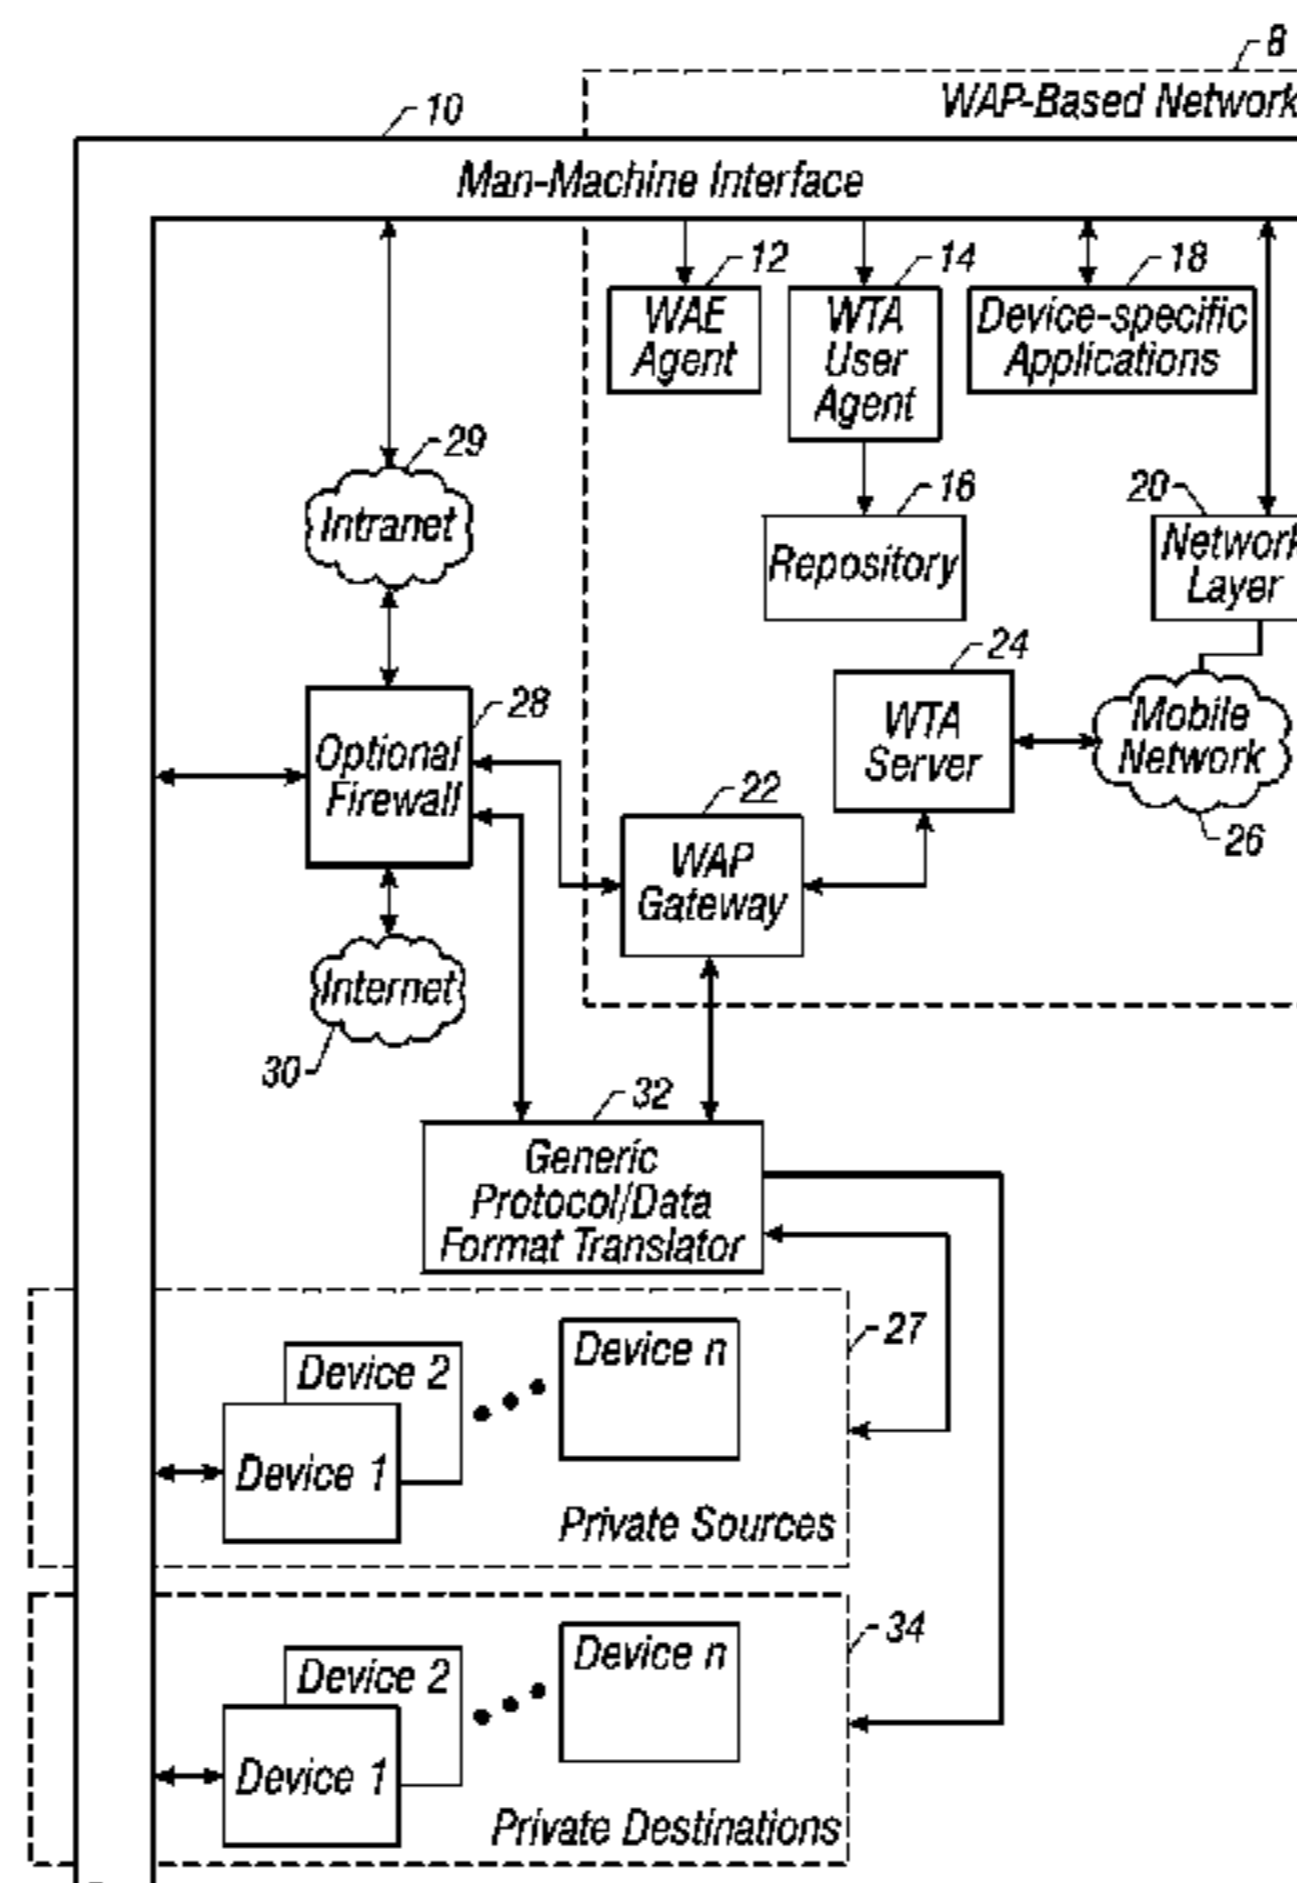 8
WAP-Based Network
10
Man-Machine Interface
12
WAE
Agent
14
WTA
User
Agent
18
Device-specific
Applications
29
Intranet
16
Repository
20
Network
Layer
24
WTA
Server
Mobile
Network
26
28
Optional
Firewall
22
WAP
Gateway
Internet
30
32
Generic
Protocol/Data
Format Translator
27
Device 2
Device n
Device 1
Private Sources
34
Device 2
Device n
Device 1
Private Destinations